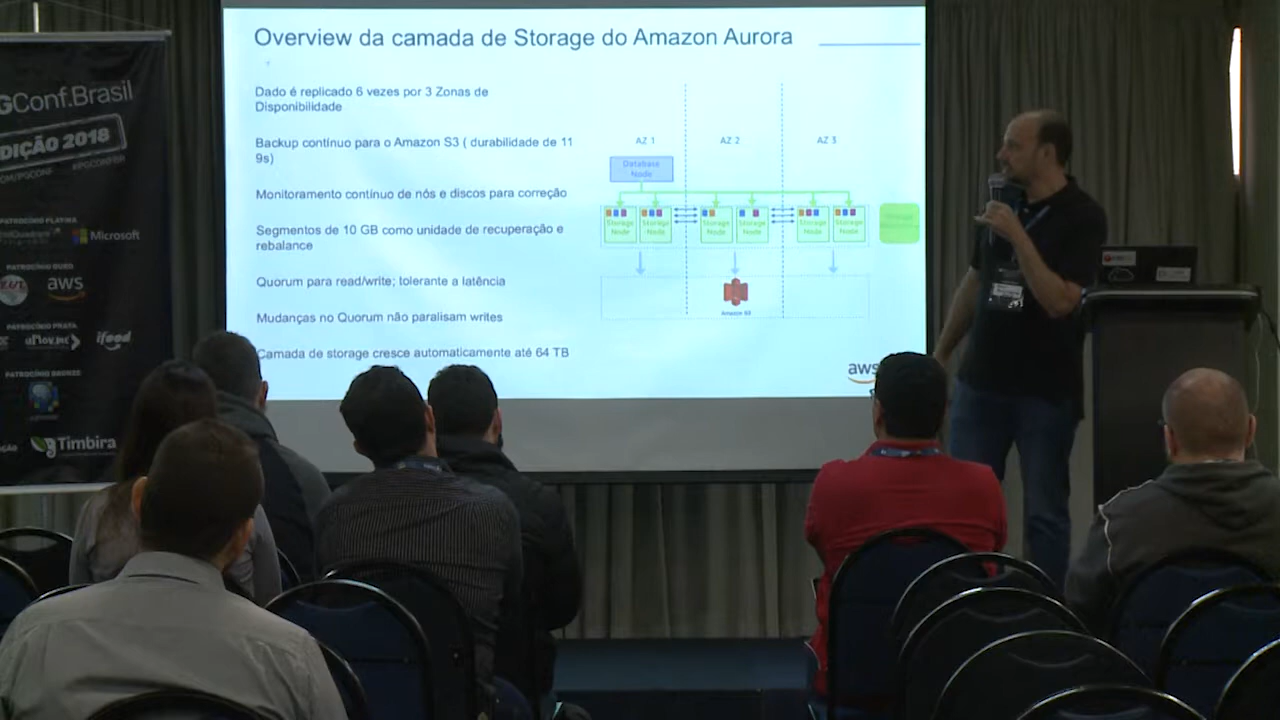 Overview da camada de Storage do Amazon Aurora
Dado é replicado 6 vezes por 3 Zonas de
Disponibilidade
Backup contínuo para o Amazon S3 ( durabilidade de 11
9s)
Monitoramento contínuo de nós e discos para correção
Segmentos de 10 GB como unidade de recuperação e
rebalance
Quorum para read/write; tolerante a latência
Mudanças no Quorum não paralisam writes
Camada de storage cresce automaticamente até 64 TB
AZ 1
AZ 2
AZ 3
Database
Node
Storage
Node
Storage
Node
Storage
Node
Storage
Node
Storage
Node
Storage
Node
Amazon S3
aws
GConf.Brasil
DIÇÃO 2018
OM/PGCONF
#PGCONFBR
PATROCÍNIO PLATINA
Microsoft
PATROCÍNIO OURO
aws
PATROCÍNIO PRATA
ifood
PATROCÍNIO BRONZE
Timbira